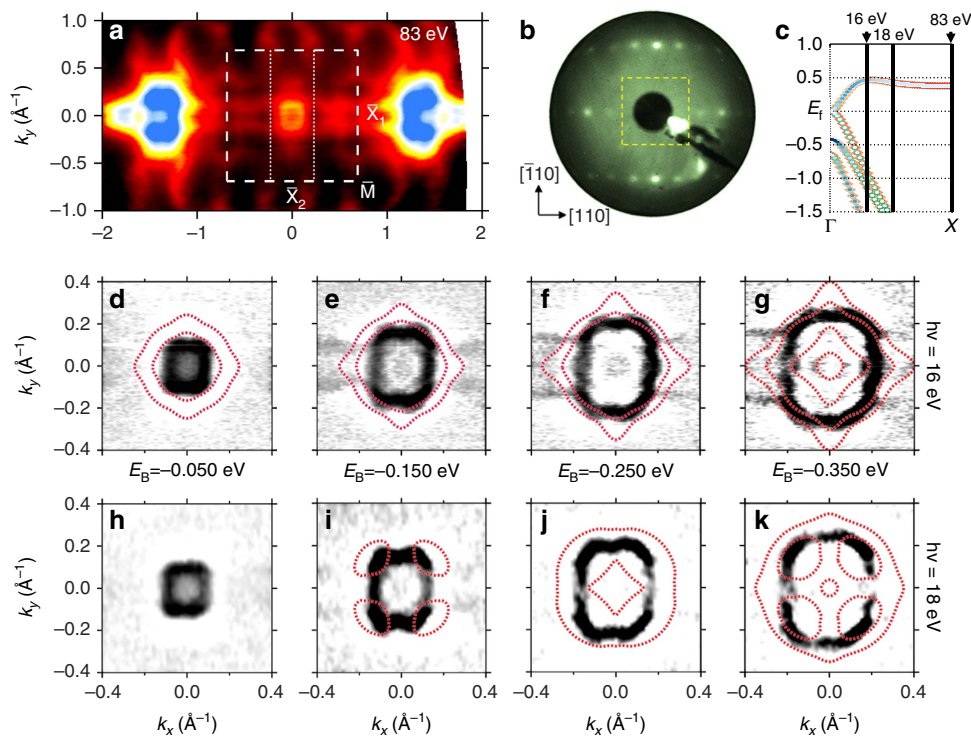 a
83 eV
k_y (Å⁻¹)
1.0
0.5
0.0
−0.5
−1.0
X̄₁
X̄₂
M̄
−2
−1
0
1
2
b
[1̄10]
[110]
c
16 eV
18 eV
83 eV
1.0
0.5
E_f
−0.5
−1.0
−1.5
Γ
X
d
e
f
g
k_y (Å⁻¹)
0.4
0.2
0.0
−0.2
−0.4
hν = 16 eV
E_B=−0.050 eV
E_B=−0.150 eV
E_B=−0.250 eV
E_B=−0.350 eV
h
i
j
k
k_y (Å⁻¹)
0.4
0.2
0.0
−0.2
−0.4
hν = 18 eV
−0.4
0.0
0.4
−0.4
0.0
0.4
−0.4
0.0
0.4
−0.4
0.0
0.4
k_x (Å⁻¹)
k_x (Å⁻¹)
k_x (Å⁻¹)
k_x (Å⁻¹)